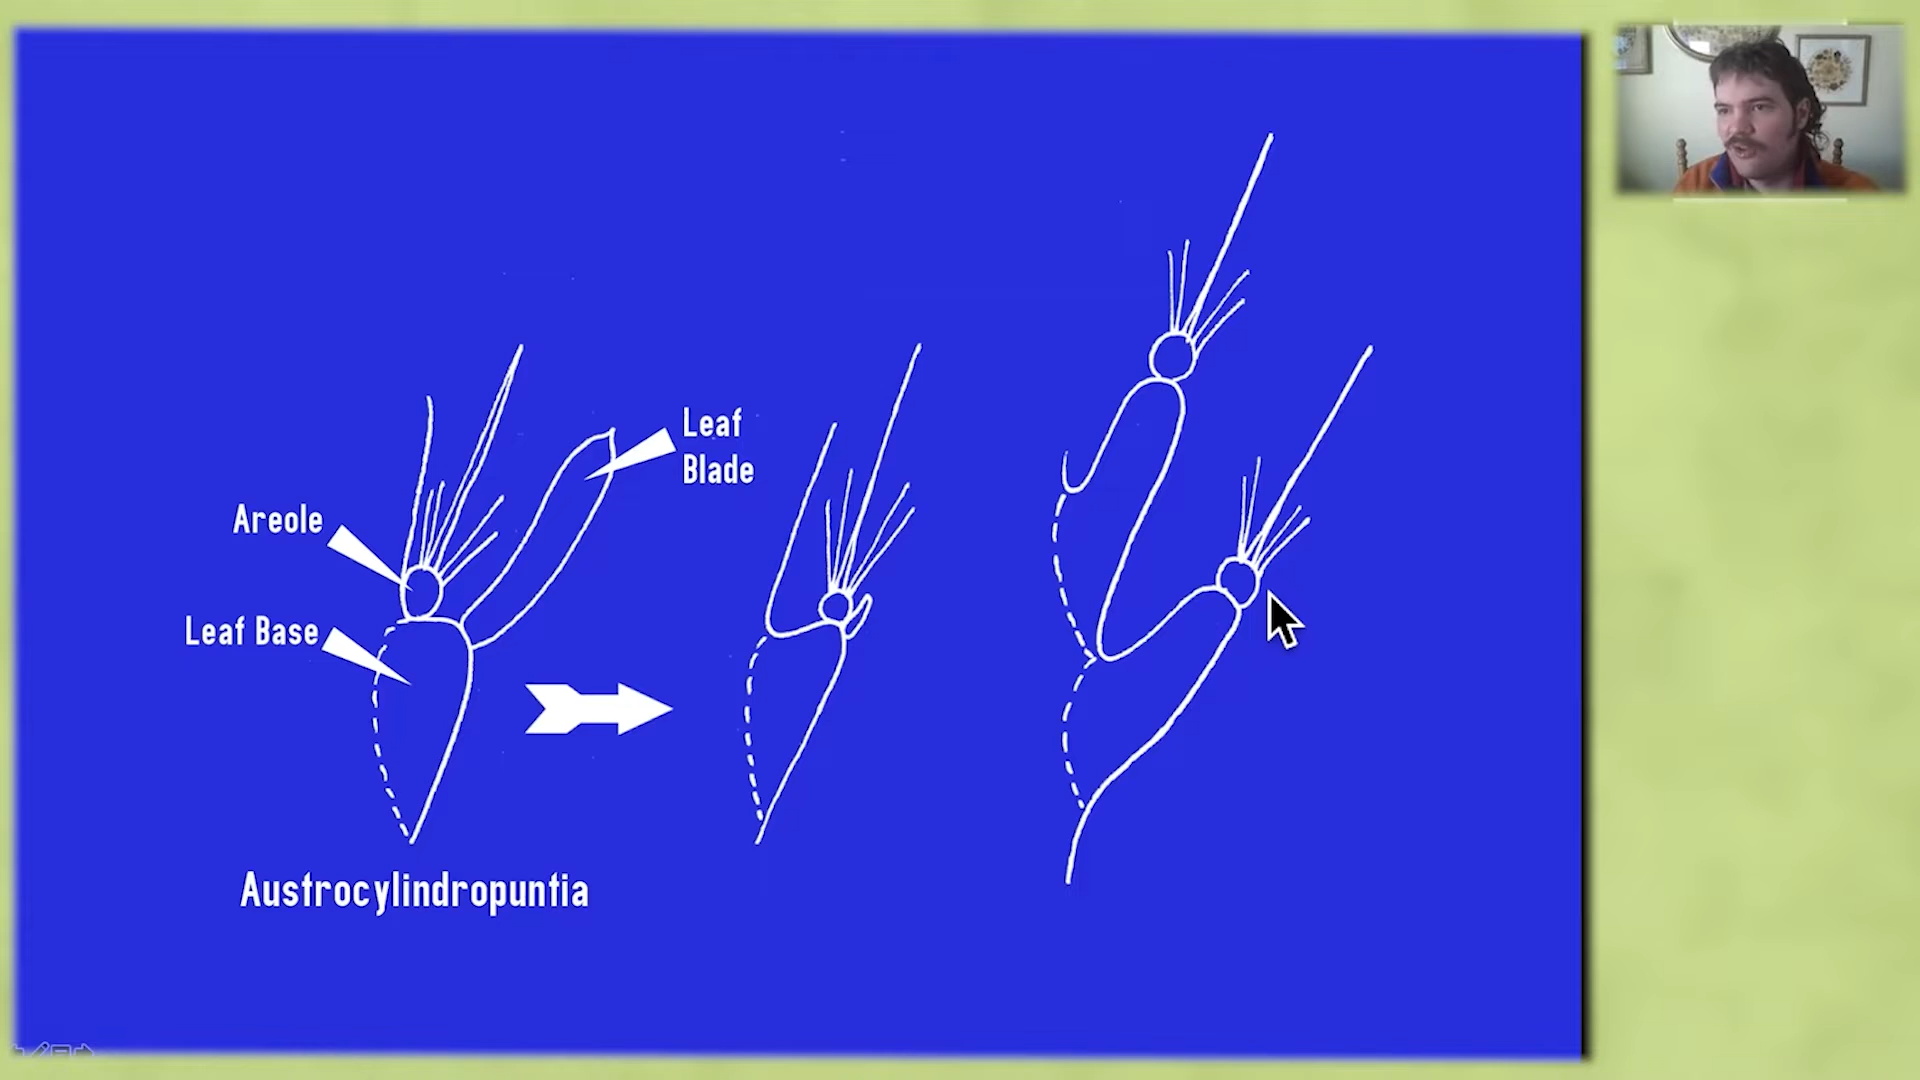 Leaf
Blade
Areole
Leaf Base
Austrocylindropuntia